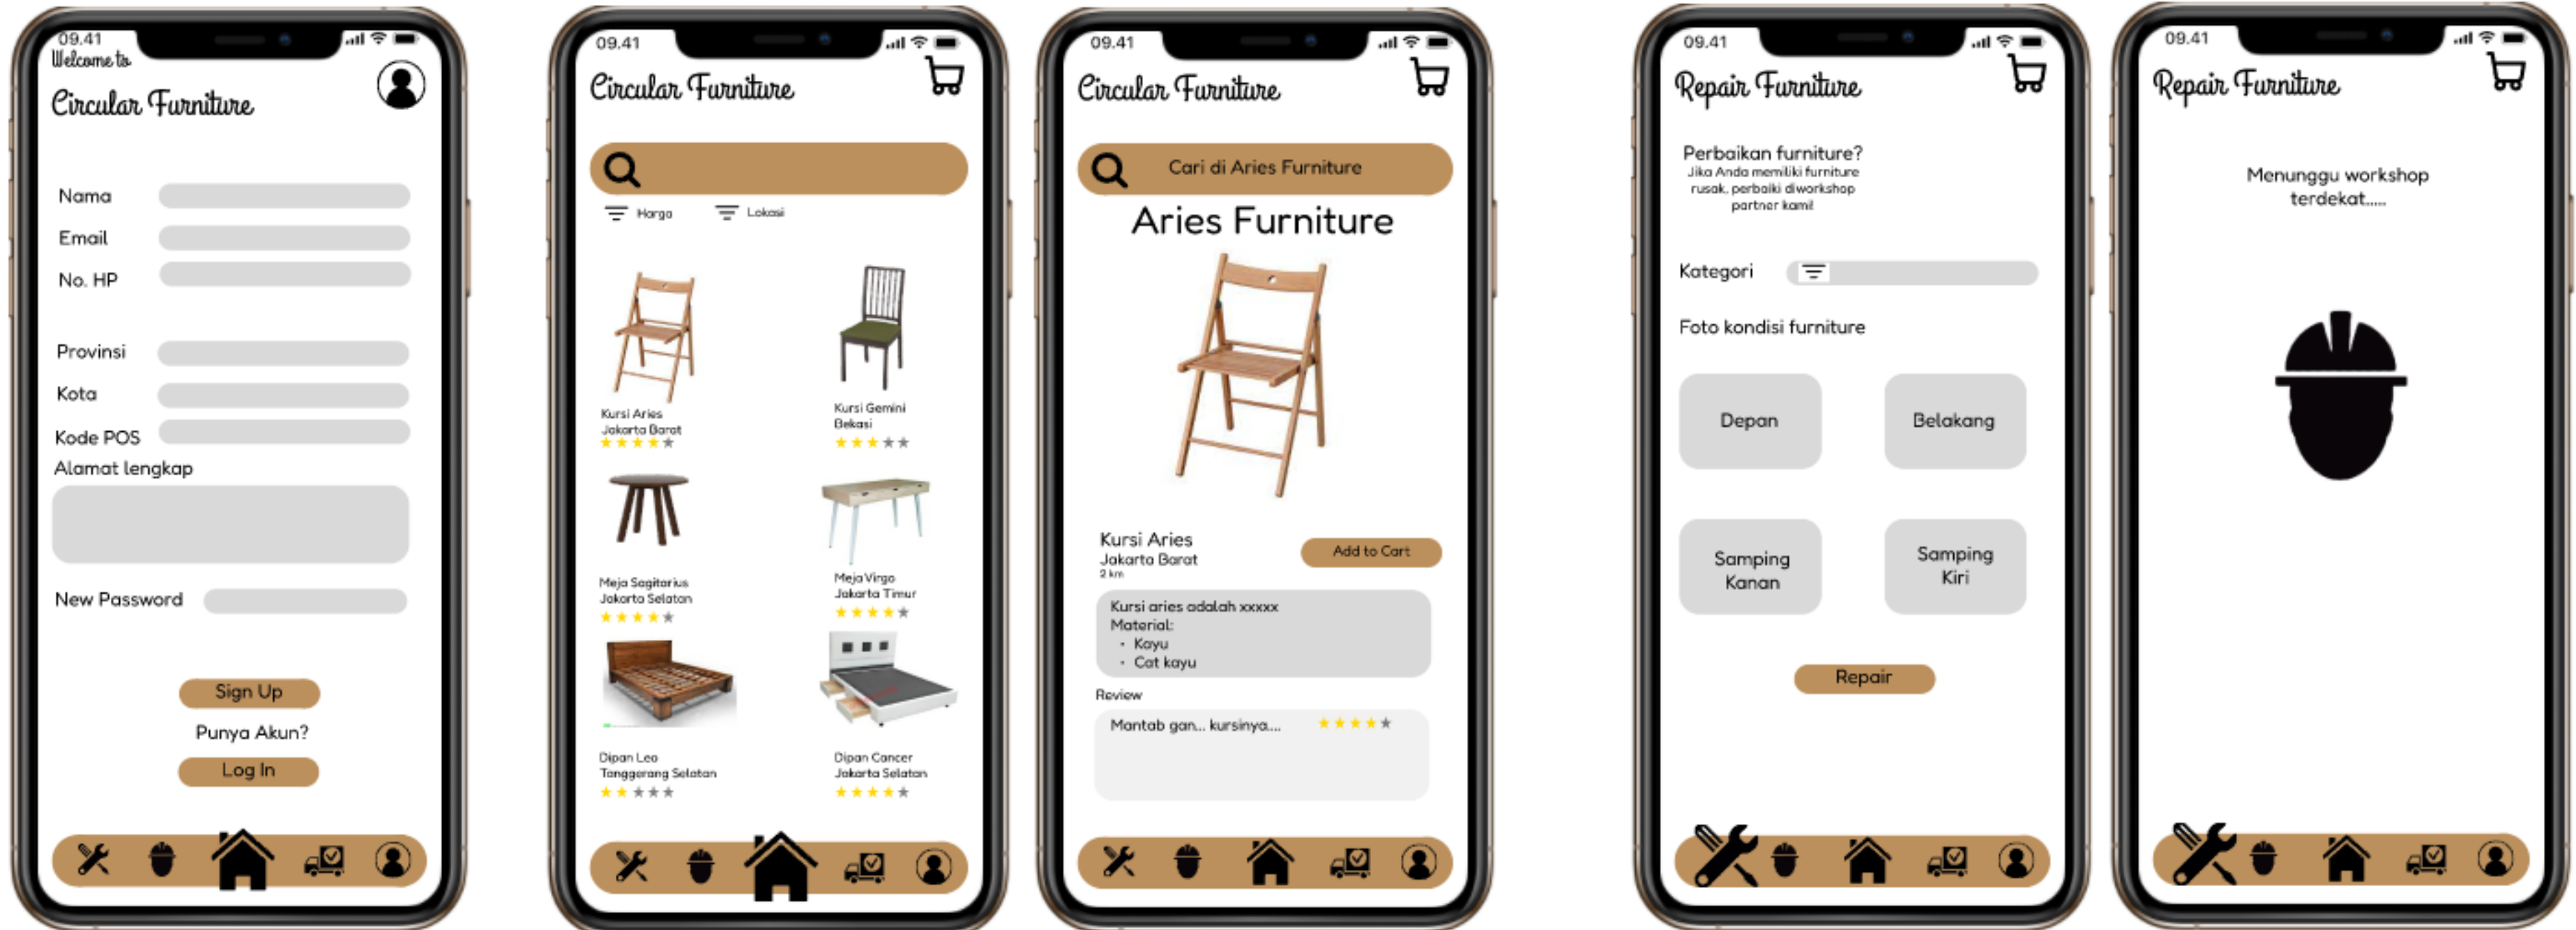 09.41
Welcome to
Circular Furniture
Nama
Email
No. HP
Provinsi
Kota
Kode POS
Alamat lengkap
New Password
Sign Up
Punya Akun?
Log In
09.41
Circular Furniture
Harga
Lokasi
Kursi Aries
Jakarta Barat
Kursi Gemini
Bekasi
Meja Sagitarius
Jakarta Selatan
Meja Virgo
Jakarta Timur
Dipan Leo
Tanggerang Selatan
Dipan Cancer
Jakarta Selatan
09.41
Circular Furniture
Cari di Aries Furniture
Aries Furniture
Kursi Aries
Jakarta Barat
2 km
Add to Cart
Kursi aries adalah xxxxx
Material:
• Kayu
• Cat kayu
Review
Mantab gan... kursinya....
09.41
Repair Furniture
Perbaikan furniture?
Jika Anda memiliki furniture
rusak, perbaiki diworkshop
partner kami!
Kategori
Foto kondisi furniture
Depan
Belakang
Samping
Kanan
Samping
Kiri
Repair
09.41
Repair Furniture
Menunggu workshop
terdekat.....